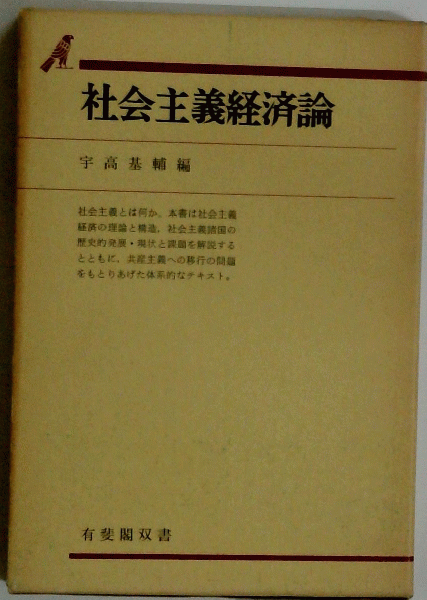 社会主義経済論
宇高基輔編
社会主義とは何か。本書は社会主義
経済の理論と構造，社会主義諸国の
歴史的発展・現状と課題を解説する
とともに，共産主義への移行の問題
をもとりあげた体系的なテキスト。
有斐閣双書